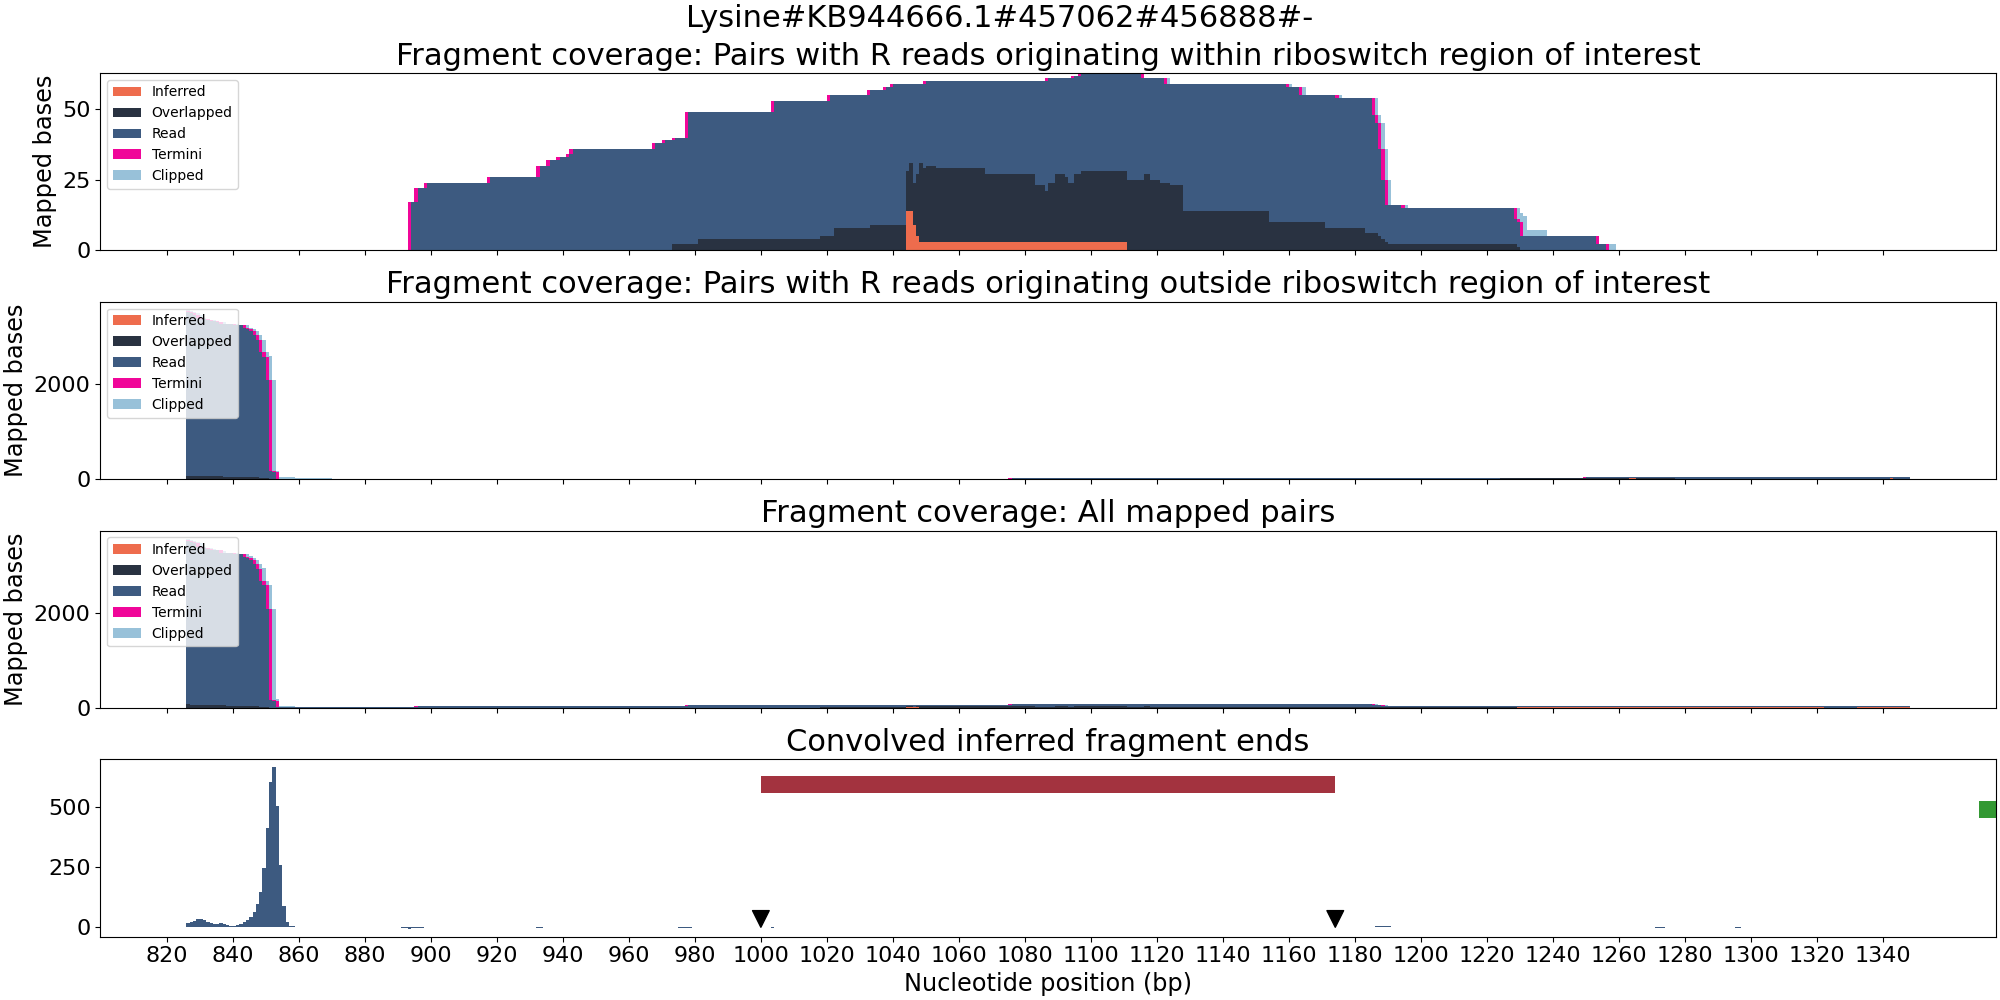 Lysine#KB944666.1#457062#456888#-
Fragment coverage: Pairs with R reads originating within riboswitch region of interest
Mapped bases
50
25
0
Inferred
Overlapped
Read
Termini
Clipped
Fragment coverage: Pairs with R reads originating outside riboswitch region of interest
Mapped bases
2000
0
Inferred
Overlapped
Read
Termini
Clipped
Fragment coverage: All mapped pairs
Mapped bases
2000
0
Inferred
Overlapped
Read
Termini
Clipped
Convolved inferred fragment ends
500
250
0
820 840 860 880 900 920 940 960 980 1000 1020 1040 1060 1080 1100 1120 1140 1160 1180 1200 1220 1240 1260 1280 1300 1320 1340
Nucleotide position (bp)